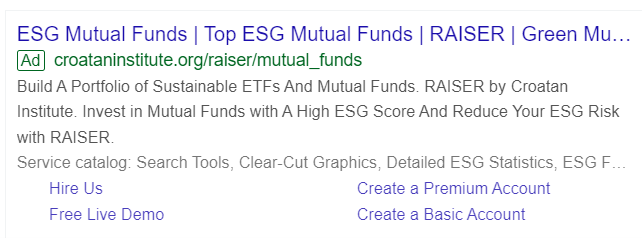 ESG Mutual Funds | Top ESG Mutual Funds | RAISER | Green Mu...
Ad croataninstitute.org/raiser/mutual_funds
Build A Portfolio of Sustainable ETFs And Mutual Funds. RAISER by Croatan
Institute. Invest in Mutual Funds with A High ESG Score And Reduce Your ESG Risk
with RAISER.
Service catalog: Search Tools, Clear-Cut Graphics, Detailed ESG Statistics, ESG F...
Hire Us Create a Premium Account
Free Live Demo Create a Basic Account